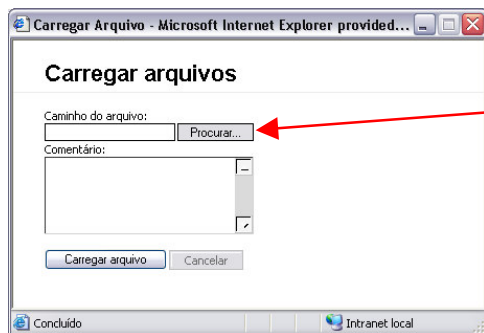 Carregar Arquivo - Microsoft Internet Explorer provided...
Carregar arquivos
Caminho do arquivo:
Procurar...
Comentário:
Carregar arquivo Cancelar
Concluído Intranet local